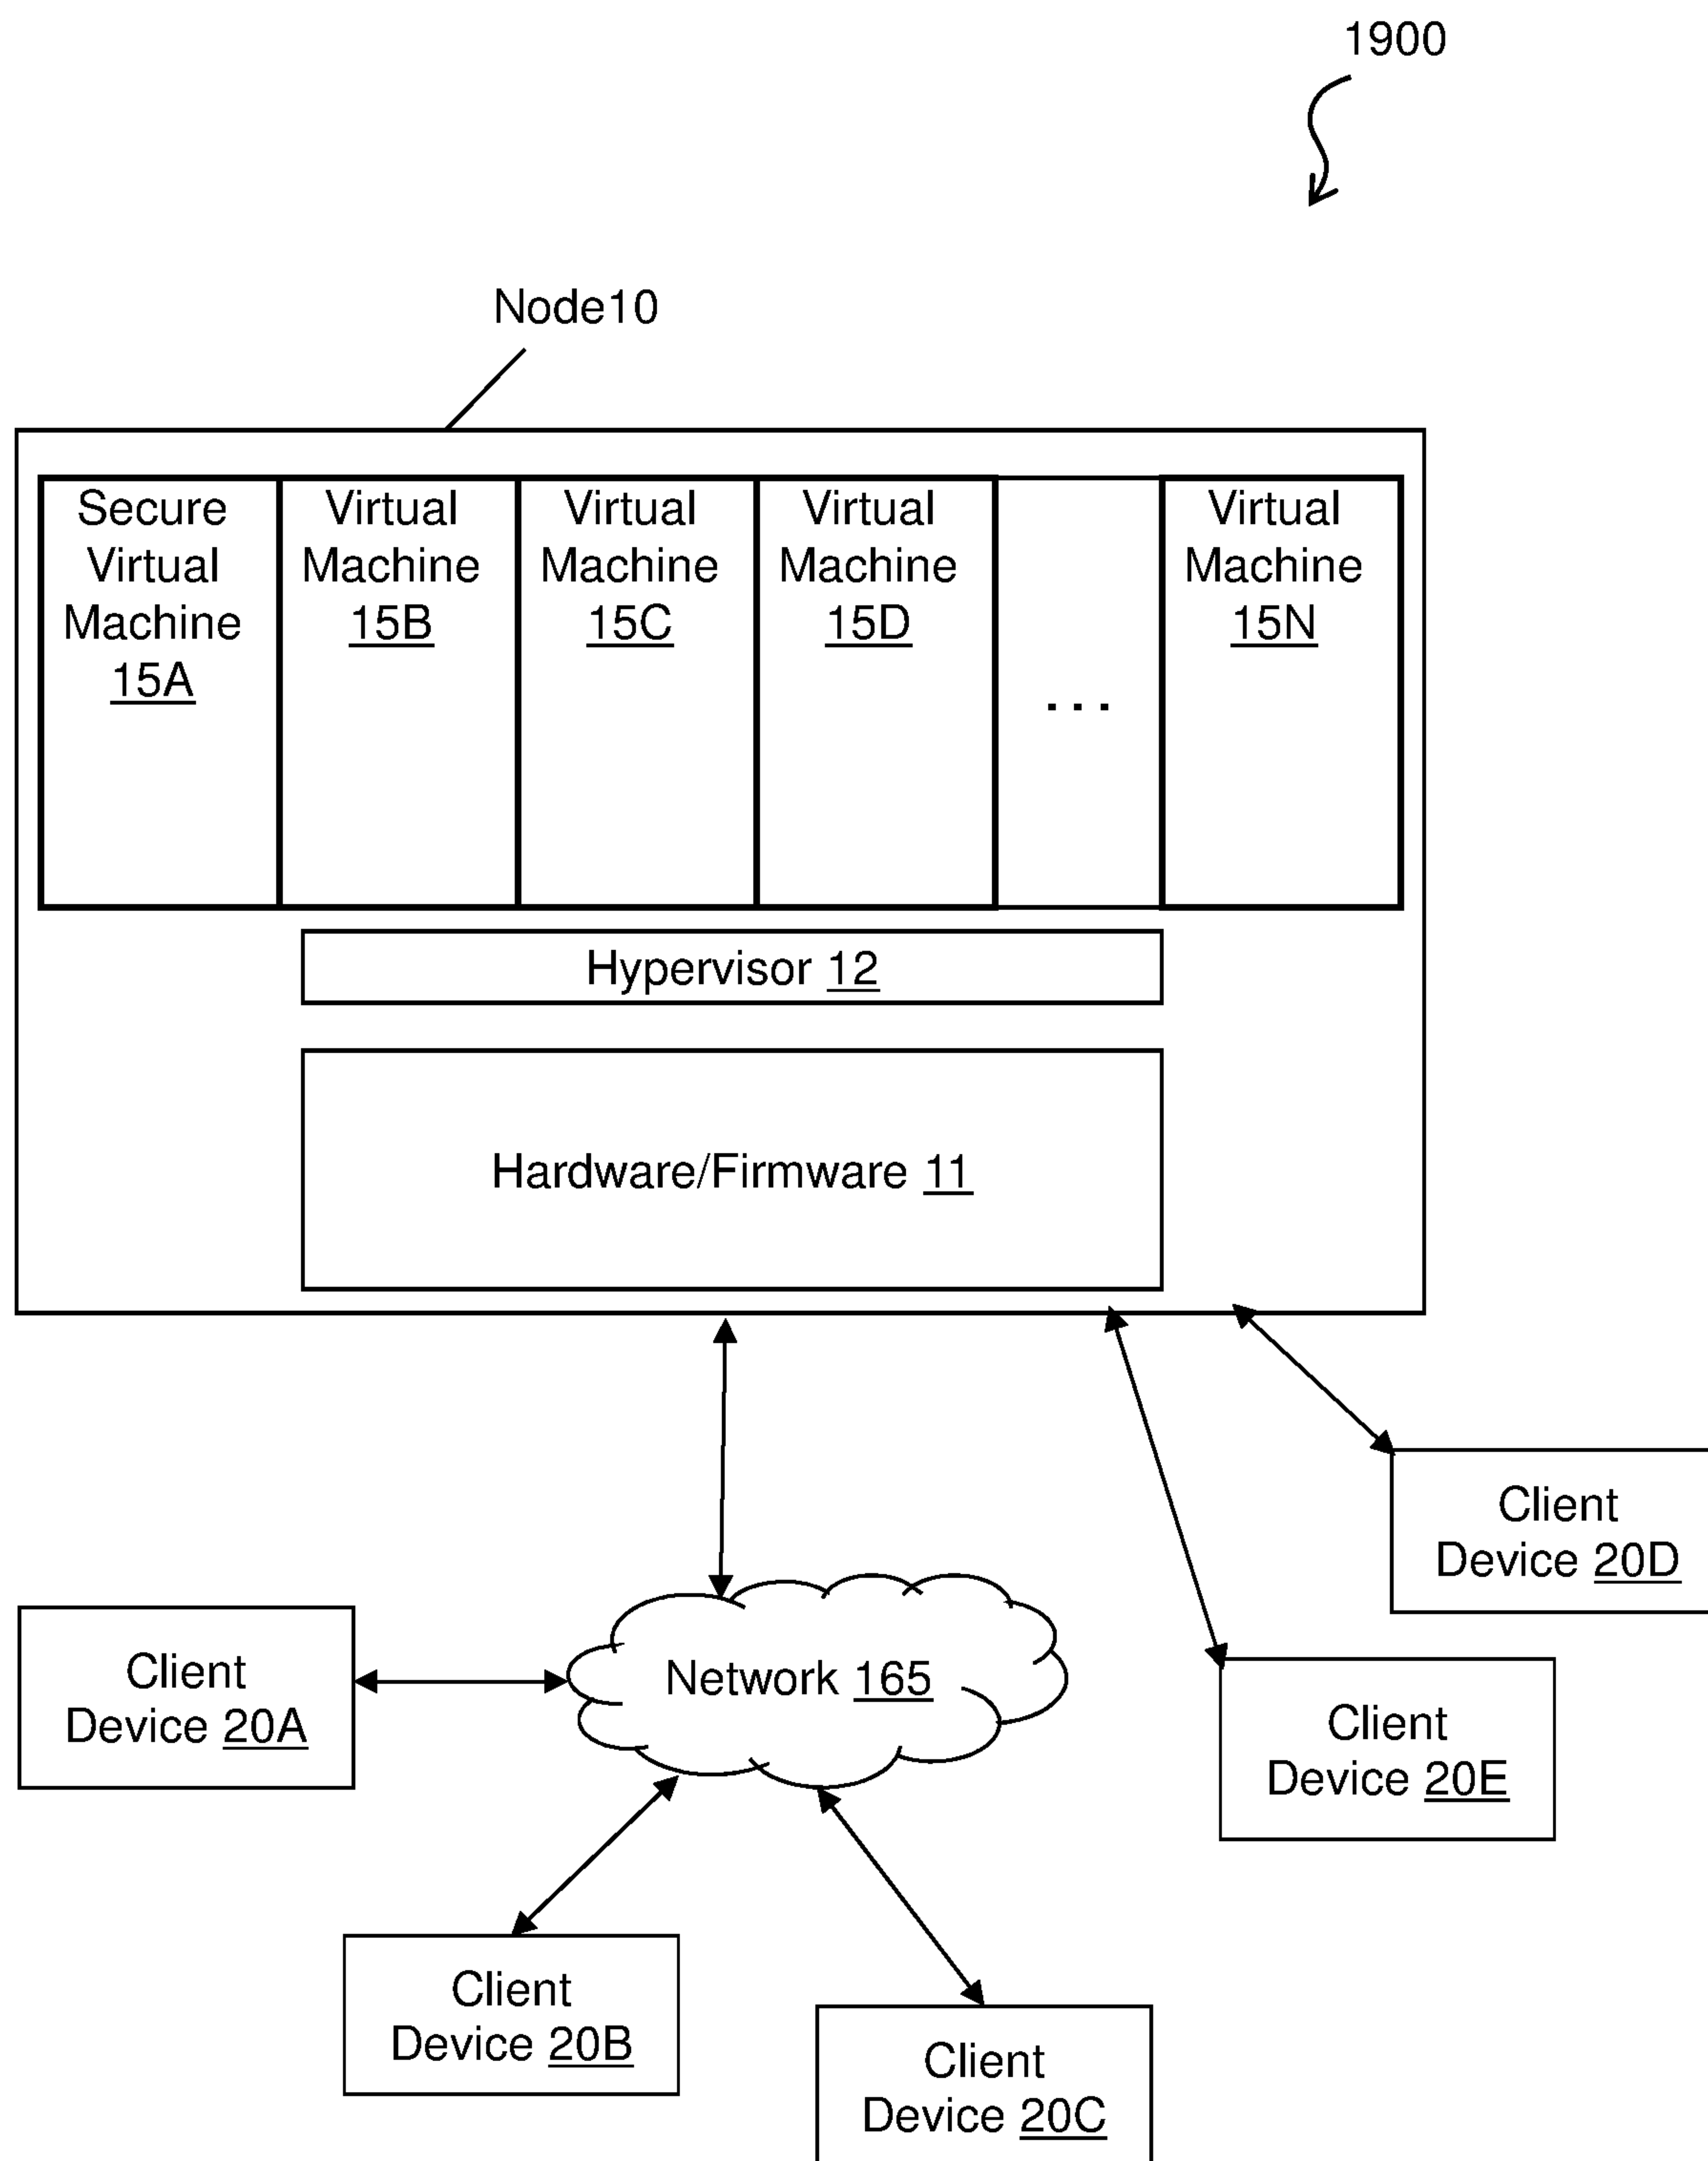 1900
Node10
Secure
Virtual
Machine
15A
Virtual
Machine
15B
Virtual
Machine
15C
Virtual
Machine
15D
...
Virtual
Machine
15N
Hypervisor 12
Hardware/Firmware 11
Client
Device 20D
Client
Device 20A
Network 165
Client
Device 20E
Client
Device 20B
Client
Device 20C